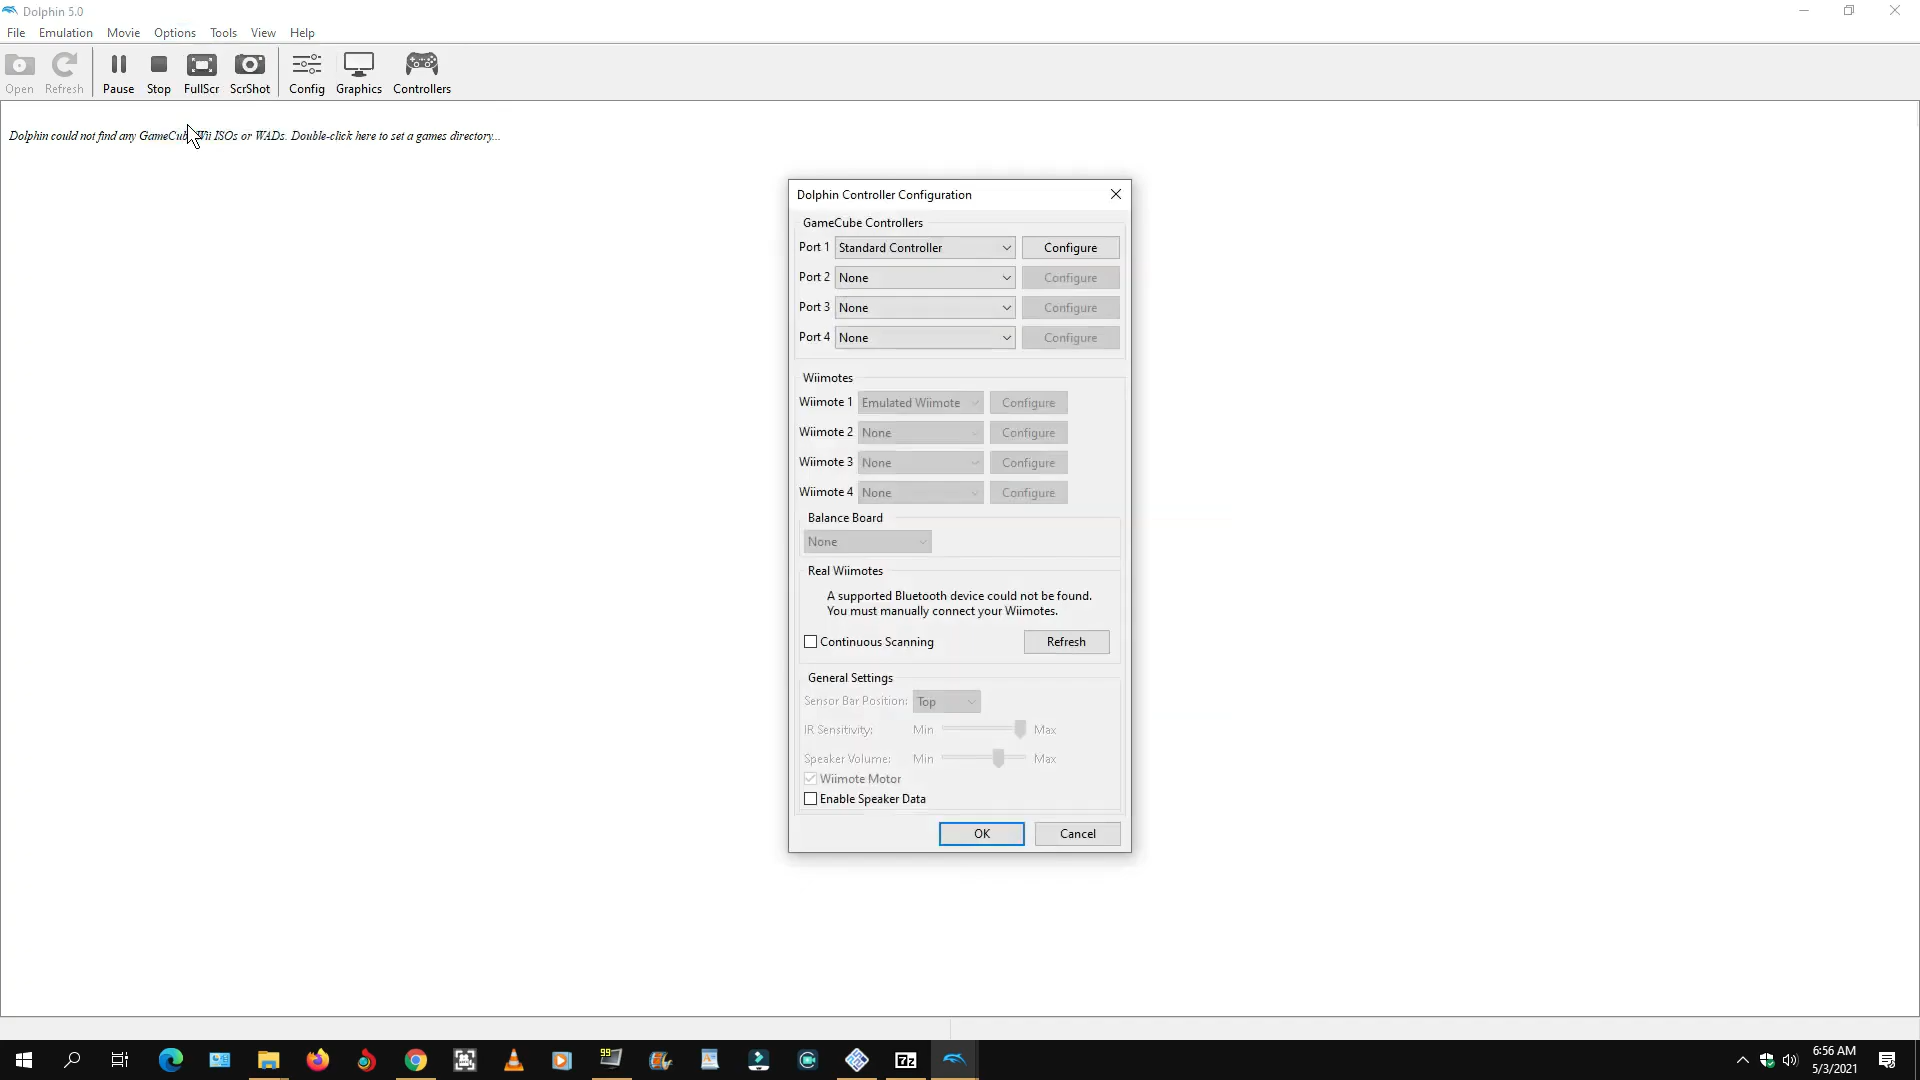 Dolphin 5.0
File Emulation Movie Options Tools View Help
Open Refresh Pause Stop FullScr ScrShot Config Graphics Controllers
Dolphin could not find any GameCub Wii ISOs or WADs. Double-click here to set a games directory...
Dolphin Controller Configuration
GameCube Controllers
Port 1 Standard Controller Configure
Port 2 None Configure
Port 3 None Configure
Port 4 None Configure
Wiimotes
Wiimote 1 Emulated Wiimote Configure
Wiimote 2 None Configure
Wiimote 3 None Configure
Wiimote 4 None Configure
Balance Board
None
Real Wiimotes
A supported Bluetooth device could not be found.
You must manually connect your Wiimotes.
Continuous Scanning Refresh
General Settings
Sensor Bar Position: Top
IR Sensitivity: Min Max
Speaker Volume: Min Max
Wiimote Motor
Enable Speaker Data
OK Cancel
99
7z
6:56 AM
5/3/2021